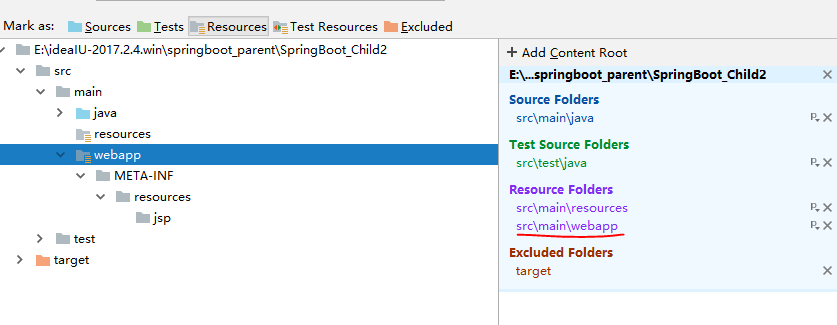 Mark as: Sources Tests Resources Test Resources Excluded
E:\ideaIU-2017.2.4.win\springboot_parent\SpringBoot_Child2
src
main
java
resources
webapp
META-INF
resources
jsp
test
target
+ Add Content Root
E:\...springboot_parent\SpringBoot_Child2
Source Folders
src\main\java
Test Source Folders
src\test\java
Resource Folders
src\main\resources
src\main\webapp
Excluded Folders
target